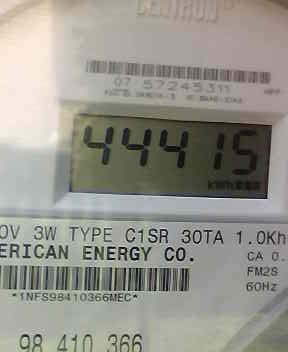 CENTRON
07 57245311
44415
0V 3W TYPE C1SR 30TA 1.0Kh
ERICAN ENERGY CO.
CA 0.
FM2S
60Hz
*1NFS98410366MEC*
98 410 366